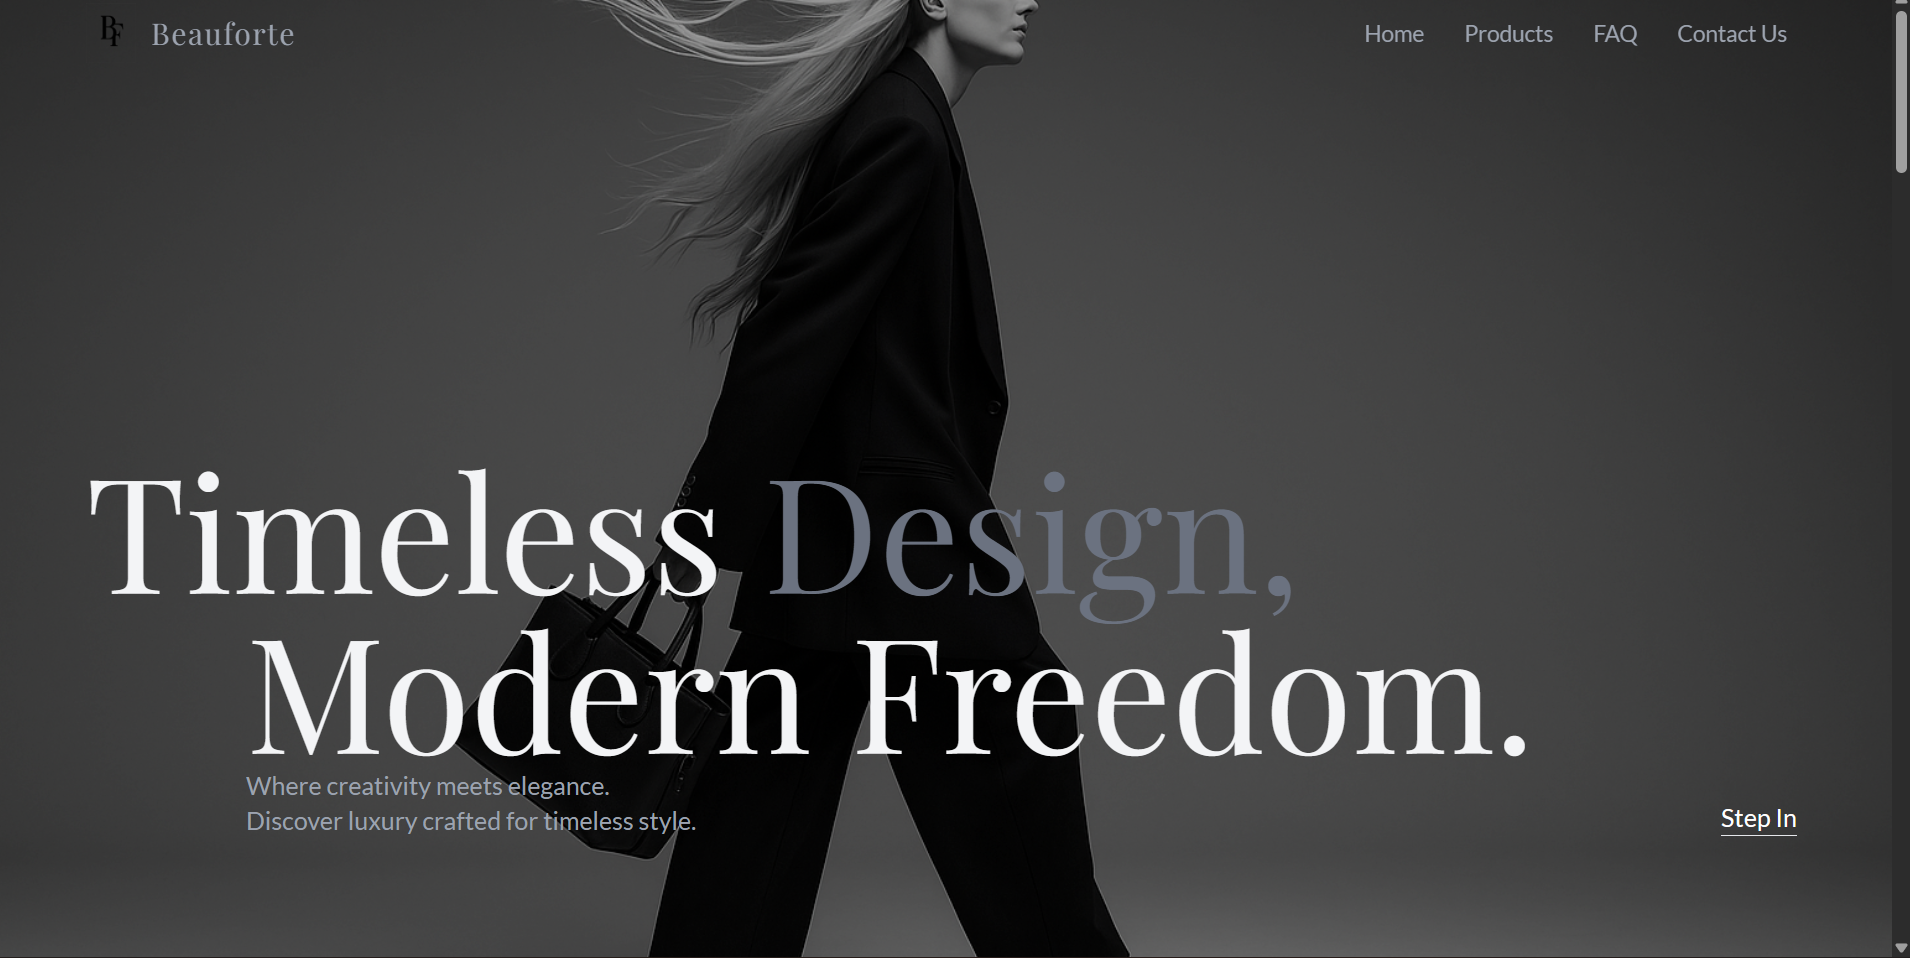 BF Beauforte
Home Products FAQ Contact Us
Timeless Design,
Modern Freedom.
Where creativity meets elegance.
Discover luxury crafted for timeless style.
Step In